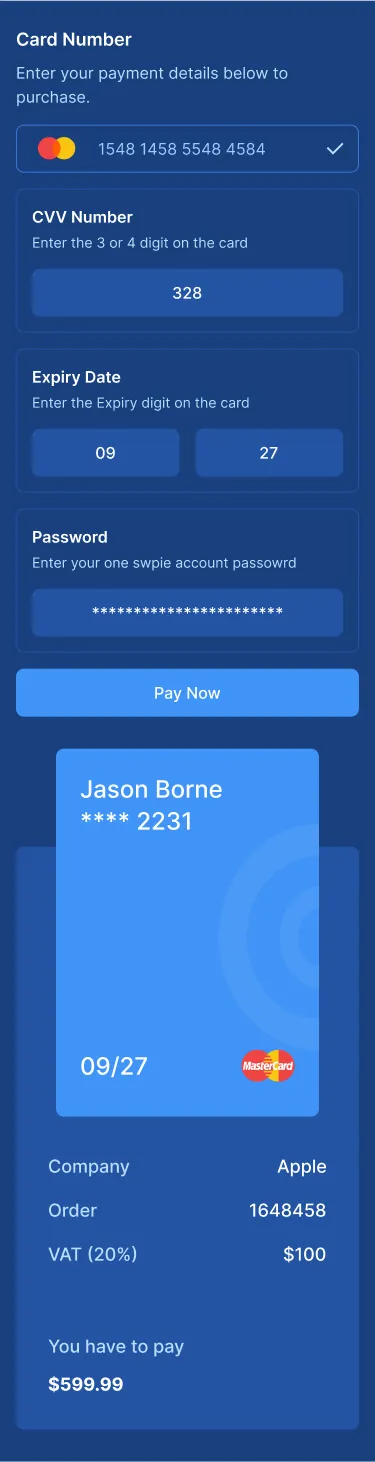 Card Number
Enter your payment details below to
purchase.
1548 1458 5548 4584
CVV Number
Enter the 3 or 4 digit on the card
328
Expiry Date
Enter the Expiry digit on the card
09 27
Password
Enter your one swpie account passowrd
***********************
Pay Now
Jason Borne
**** 2231
09/27 MasterCard
Company Apple
Order 1648458
VAT (20%) $100
You have to pay
$599.99